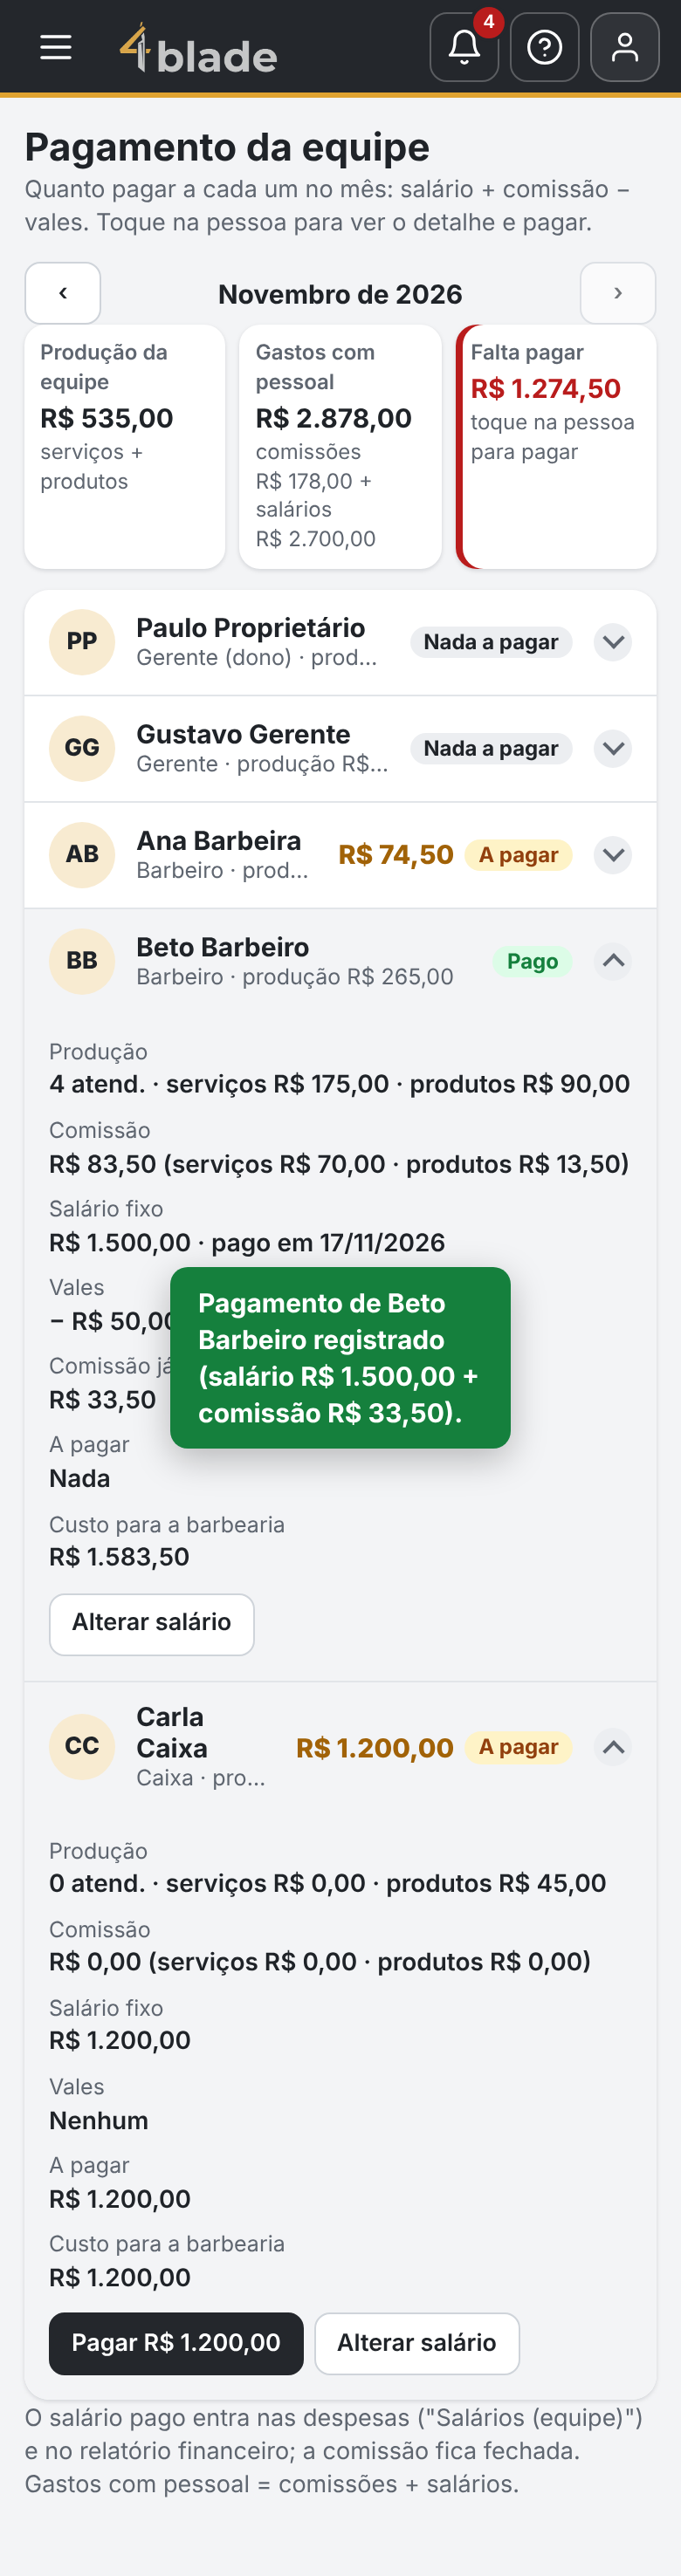 4blade
4
Pagamento da equipe
Quanto pagar a cada um no mês: salário + comissão −
vales. Toque na pessoa para ver o detalhe e pagar.
‹
Novembro de 2026
›
Produção da
equipe
R$ 535,00
serviços +
produtos
Gastos com
pessoal
R$ 2.878,00
comissões
R$ 178,00 +
salários
R$ 2.700,00
Falta pagar
R$ 1.274,50
toque na pessoa
para pagar
PP
Paulo Proprietário
Gerente (dono) · prod...
Nada a pagar
GG
Gustavo Gerente
Gerente · produção R$...
Nada a pagar
AB
Ana Barbeira
Barbeiro · prod...
R$ 74,50
A pagar
BB
Beto Barbeiro
Barbeiro · produção R$ 265,00
Pago
Produção
4 atend. · serviços R$ 175,00 · produtos R$ 90,00
Comissão
R$ 83,50 (serviços R$ 70,00 · produtos R$ 13,50)
Salário fixo
R$ 1.500,00 · pago em 17/11/2026
Vales
− R$ 50,00
Comissão já
R$ 33,50
Pagamento de Beto
Barbeiro registrado
(salário R$ 1.500,00 +
comissão R$ 33,50).
A pagar
Nada
Custo para a barbearia
R$ 1.583,50
Alterar salário
CC
Carla
Caixa
Caixa · pro...
R$ 1.200,00
A pagar
Produção
0 atend. · serviços R$ 0,00 · produtos R$ 45,00
Comissão
R$ 0,00 (serviços R$ 0,00 · produtos R$ 0,00)
Salário fixo
R$ 1.200,00
Vales
Nenhum
A pagar
R$ 1.200,00
Custo para a barbearia
R$ 1.200,00
Pagar R$ 1.200,00
Alterar salário
O salário pago entra nas despesas ("Salários (equipe)")
e no relatório financeiro; a comissão fica fechada.
Gastos com pessoal = comissões + salários.